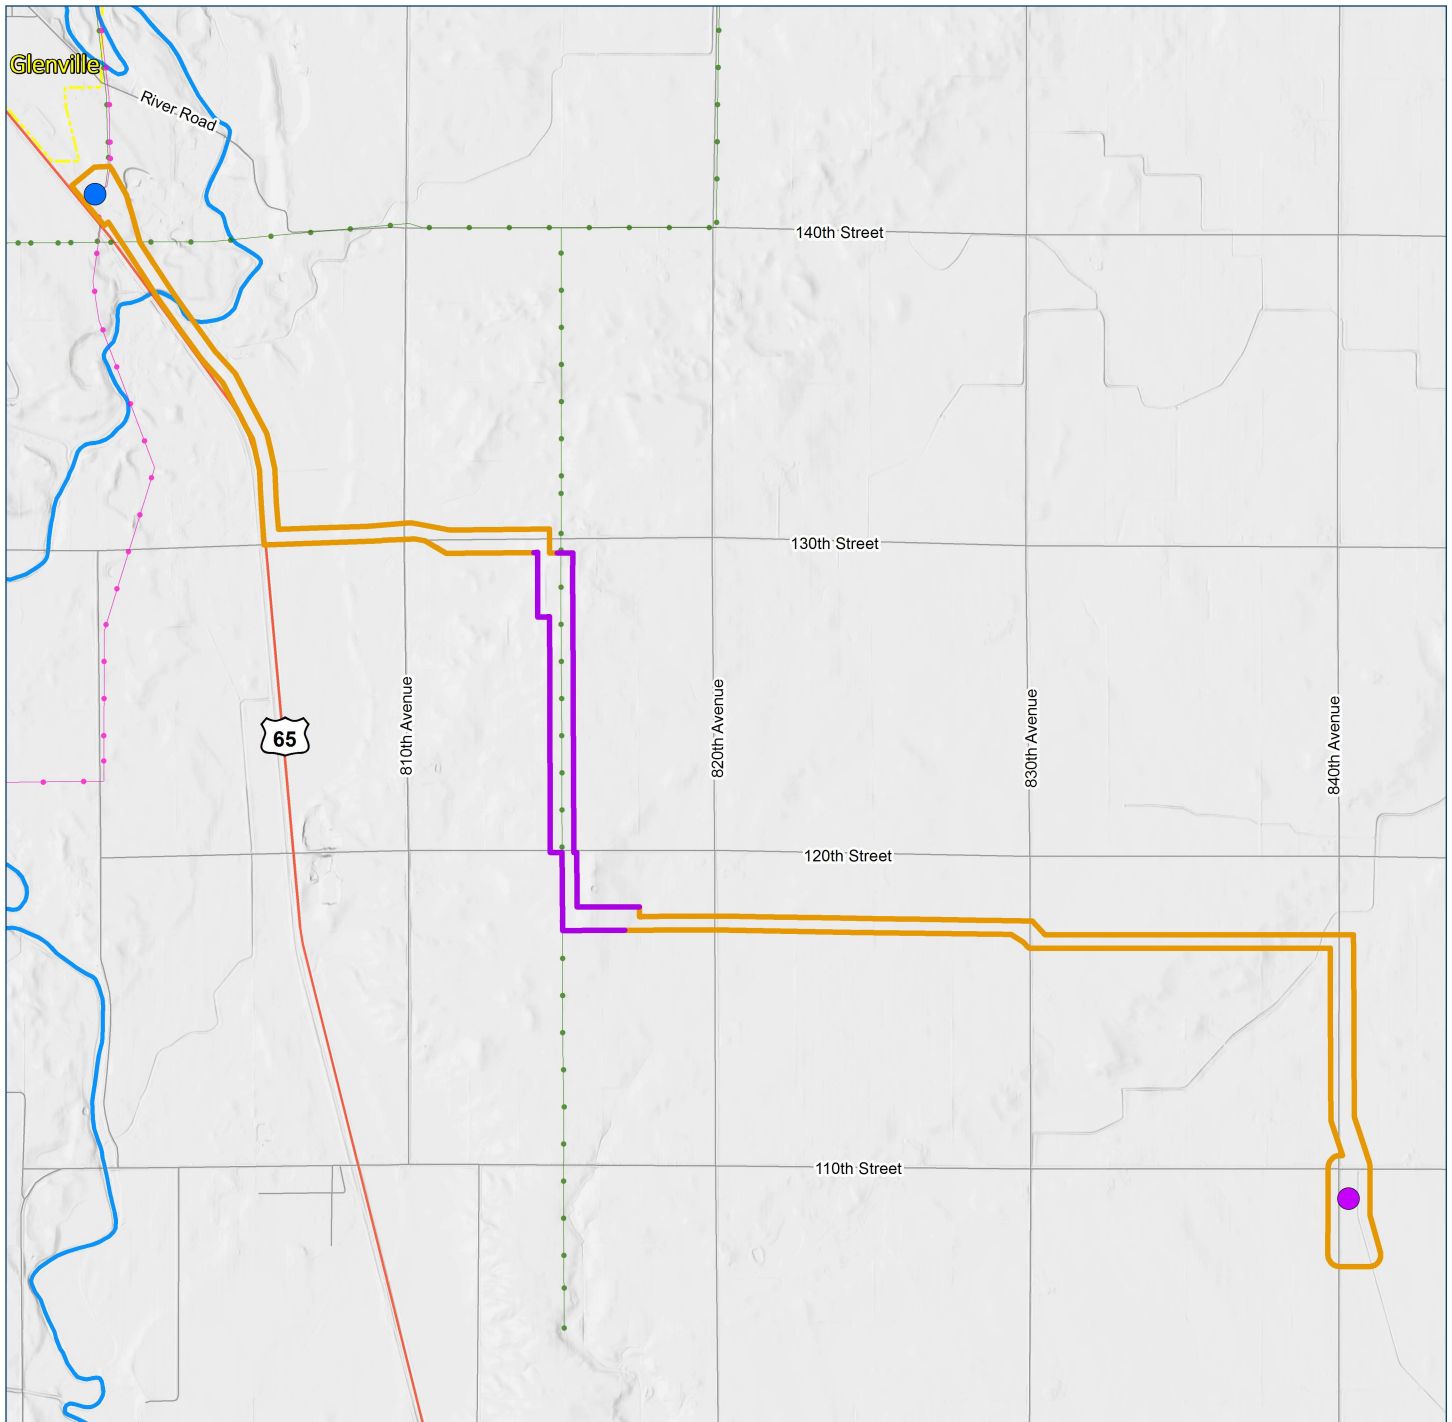 Glenville
River Road
140th Street
130th Street
810th Avenue
820th Avenue
830th Avenue
840th Avenue
65
120th Street
110th Street